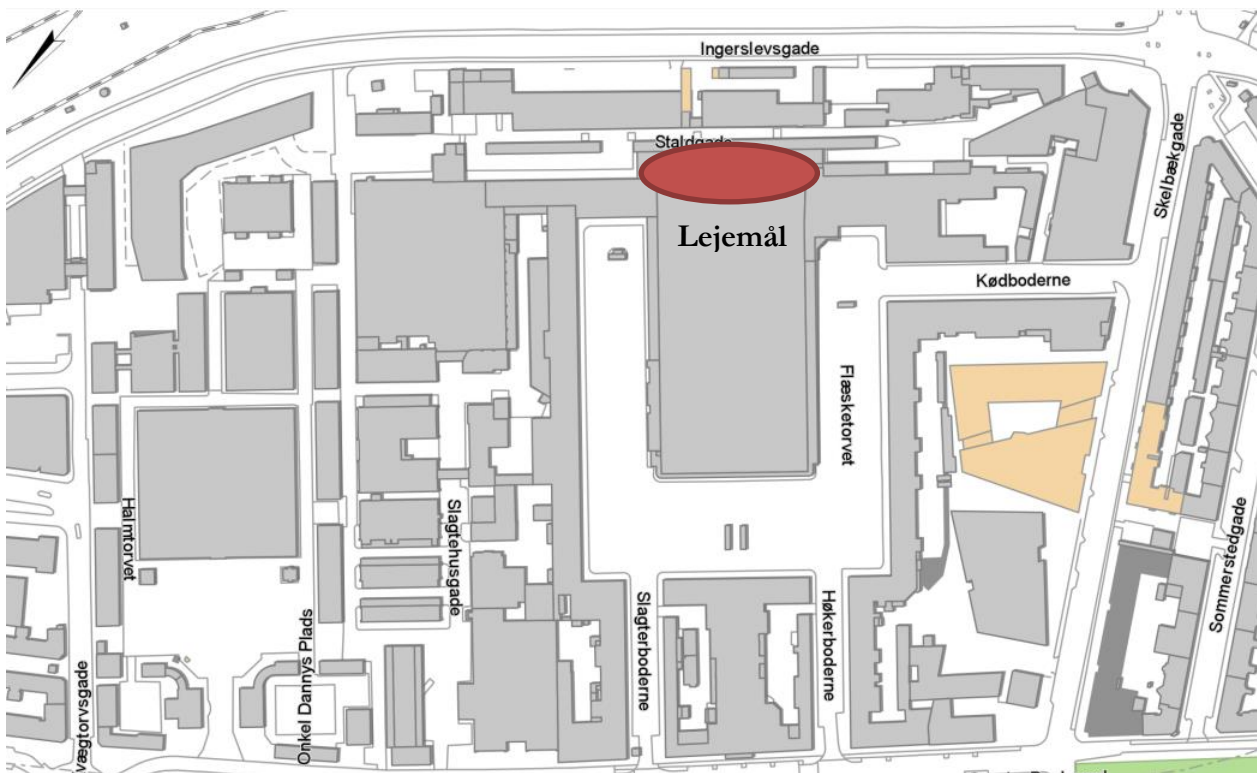 Ingerslevsgade
Staldgade
Lejemål
Skelbækgade
Kødboderne
Flæsketorvet
Halmtorvet
Slagtehusgade
Sommerstedgade
Slagterboderne
Høkerboderne
Onkel Dannys Plads
vægtorvsgade